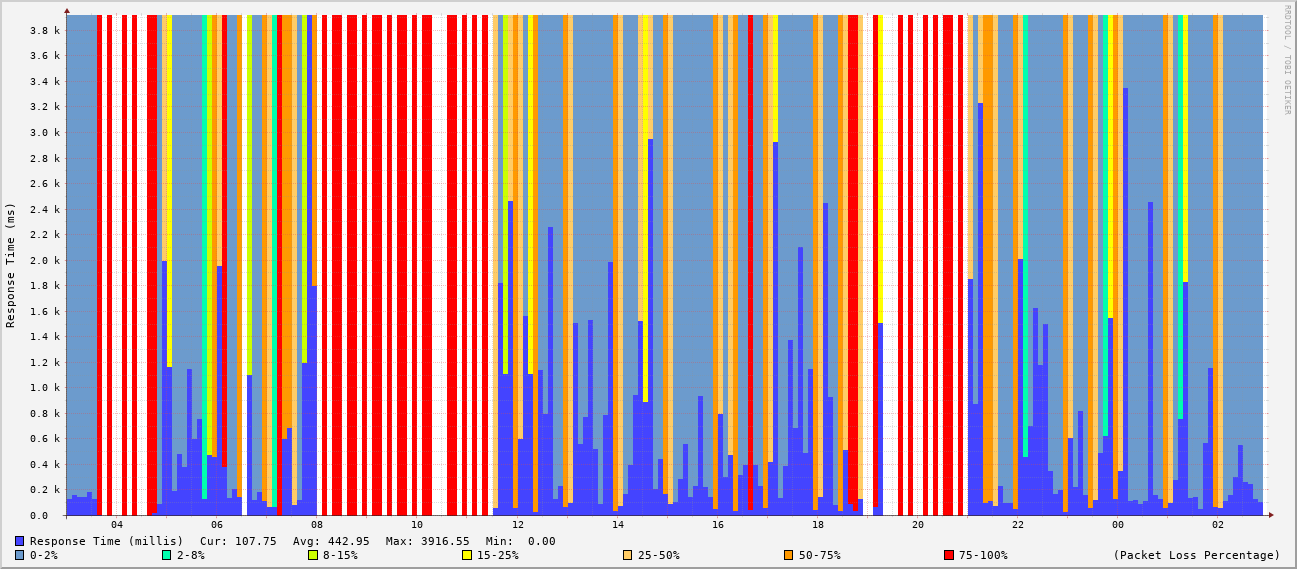 RRDTOOL / TOBI OETIKER
Response Time (ms)
3.8 k
3.6 k
3.4 k
3.2 k
3.0 k
2.8 k
2.6 k
2.4 k
2.2 k
2.0 k
1.8 k
1.6 k
1.4 k
1.2 k
1.0 k
0.8 k
0.6 k
0.4 k
0.2 k
0.0
04 06 08 10 12 14 16 18 20 22 00 02
Response Time (millis) Cur: 107.75 Avg: 442.95 Max: 3916.55 Min: 0.00
0-2% 2-8% 8-15% 15-25% 25-50% 50-75% 75-100% (Packet Loss Percentage)